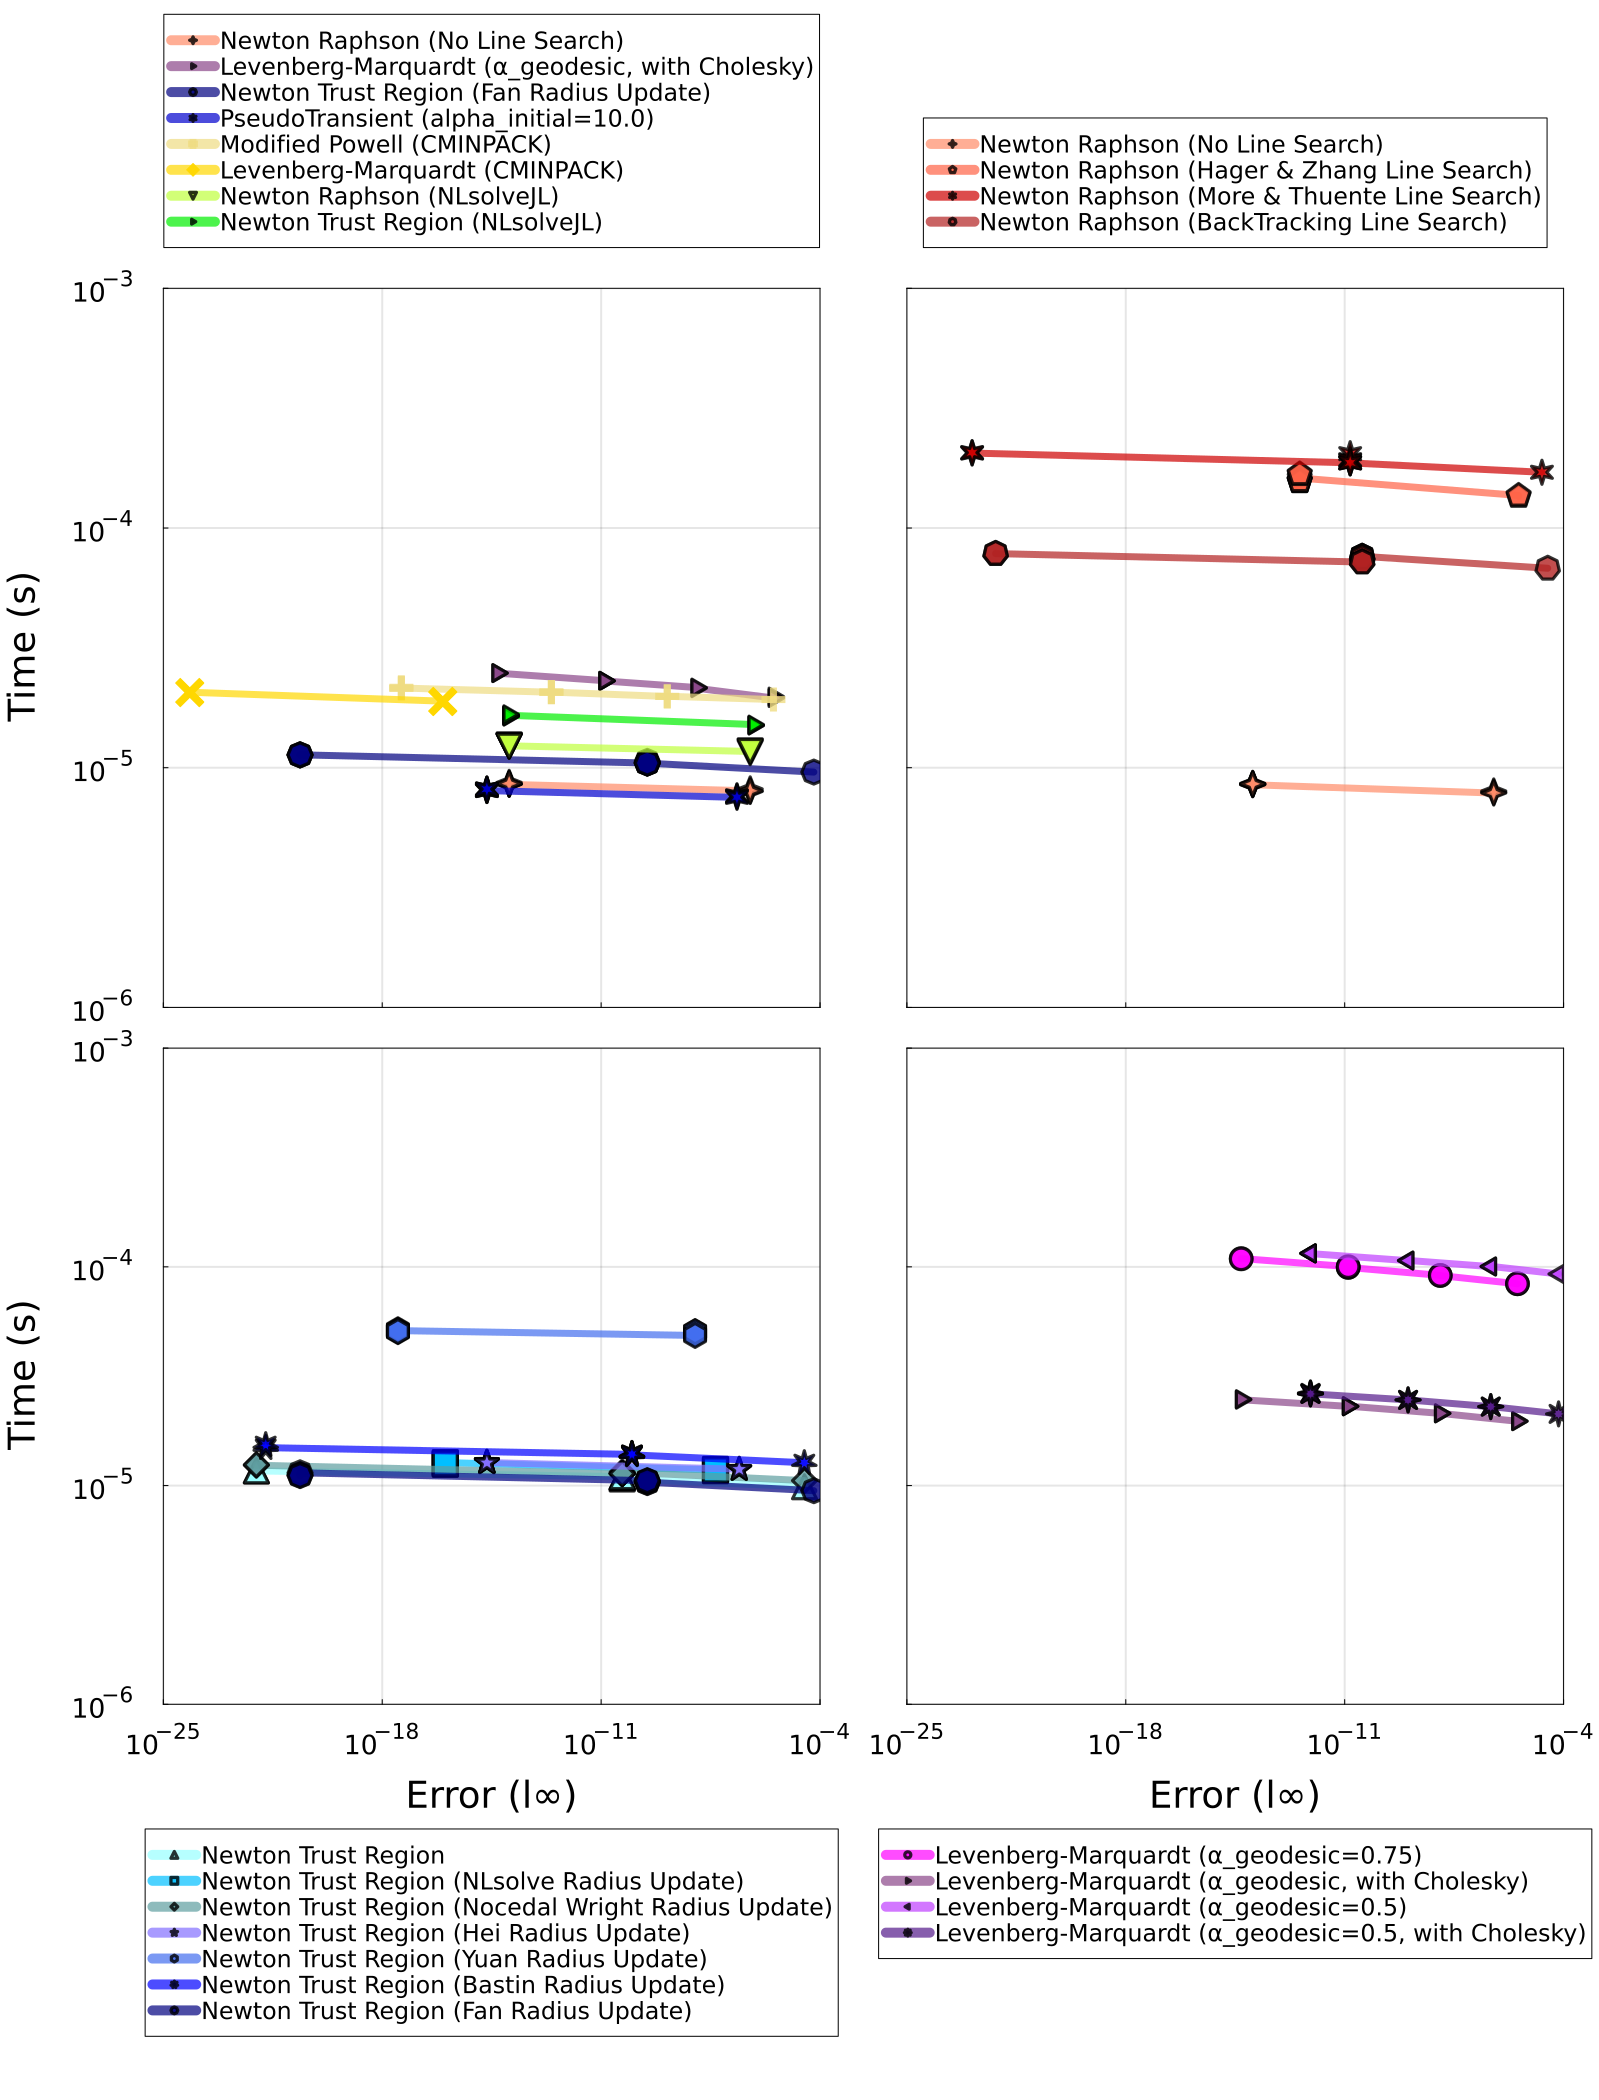 Newton Raphson (No Line Search)
Levenberg-Marquardt (α_geodesic, with Cholesky)
Newton Trust Region (Fan Radius Update)
PseudoTransient (alpha_initial=10.0)
Modified Powell (CMINPACK)
Levenberg-Marquardt (CMINPACK)
Newton Raphson (NLsolveJL)
Newton Trust Region (NLsolveJL)
Newton Raphson (No Line Search)
Newton Raphson (Hager & Zhang Line Search)
Newton Raphson (More & Thuente Line Search)
Newton Raphson (BackTracking Line Search)
10⁻³
10⁻⁴
10⁻⁵
10⁻⁶
Time (s)
10⁻³
10⁻⁴
10⁻⁵
10⁻⁶
Time (s)
10⁻²⁵ 10⁻¹⁸ 10⁻¹¹ 10⁻⁴
Error (l∞)
10⁻²⁵ 10⁻¹⁸ 10⁻¹¹ 10⁻⁴
Error (l∞)
Newton Trust Region
Newton Trust Region (NLsolve Radius Update)
Newton Trust Region (Nocedal Wright Radius Update)
Newton Trust Region (Hei Radius Update)
Newton Trust Region (Yuan Radius Update)
Newton Trust Region (Bastin Radius Update)
Newton Trust Region (Fan Radius Update)
Levenberg-Marquardt (α_geodesic=0.75)
Levenberg-Marquardt (α_geodesic, with Cholesky)
Levenberg-Marquardt (α_geodesic=0.5)
Levenberg-Marquardt (α_geodesic=0.5, with Cholesky)